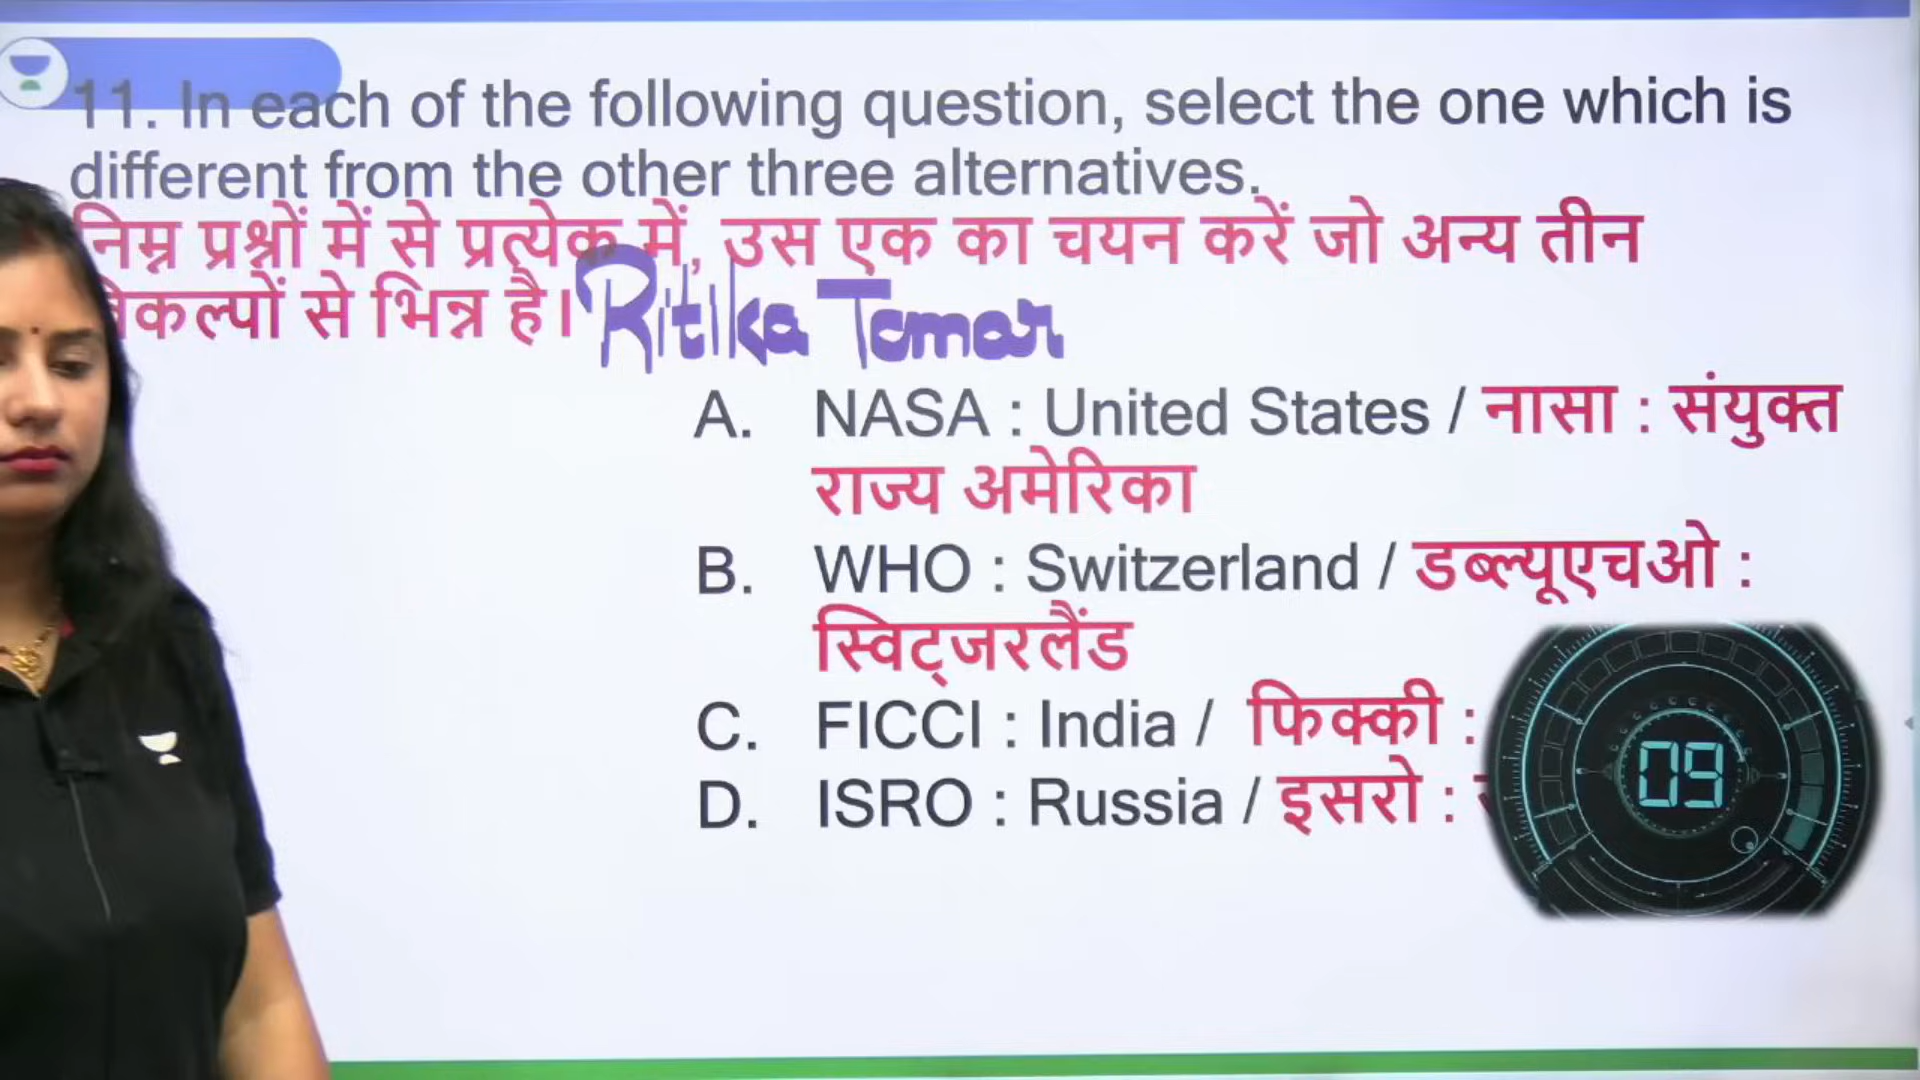 11. In each of the following question, select the one which is
different from the other three alternatives.
निम्न प्रश्नों में से प्रत्येक में, उस एक का चयन करें जो अन्य तीन
विकल्पों से भिन्न है। Ritika Tomar
A. NASA : United States / नासा : संयुक्त
राज्य अमेरिका
B. WHO : Switzerland / डब्ल्यूएचओ :
स्विट्जरलैंड
C. FICCI : India / फिक्की :
D. ISRO : Russia / इसरो :
09